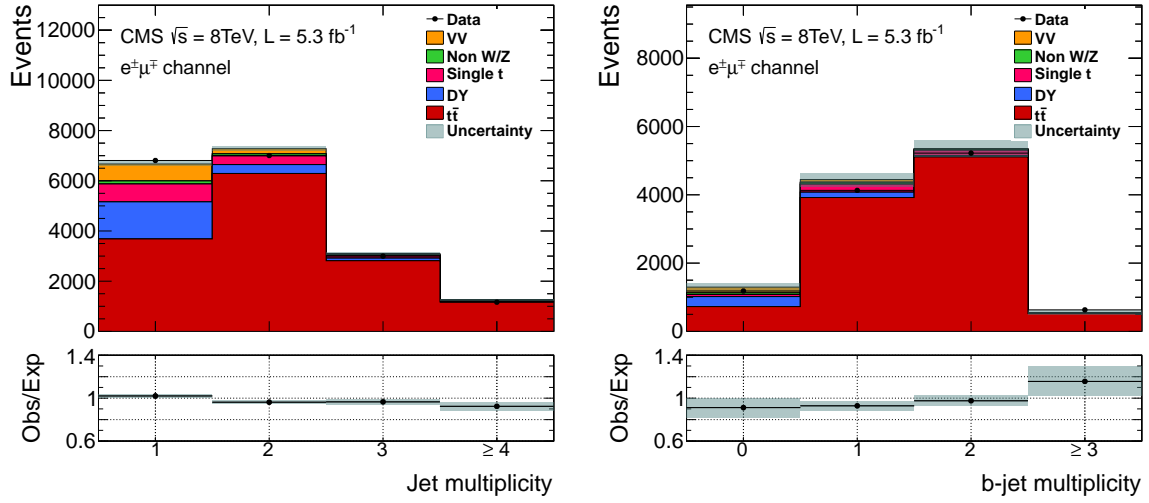 Events
12000
10000
8000
6000
4000
2000
0
CMS √s = 8TeV, L = 5.3 fb⁻¹
e±μ∓ channel
Data
VV
Non W/Z
Single t
DY
tt̄
Uncertainty
Obs/Exp
1.4
1
0.6
1 2 3 ≥ 4
Jet multiplicity
Events
8000
6000
4000
2000
0
CMS √s = 8TeV, L = 5.3 fb⁻¹
e±μ∓ channel
Data
VV
Non W/Z
Single t
DY
tt̄
Uncertainty
Obs/Exp
1.4
1
0.6
0 1 2 ≥ 3
b-jet multiplicity